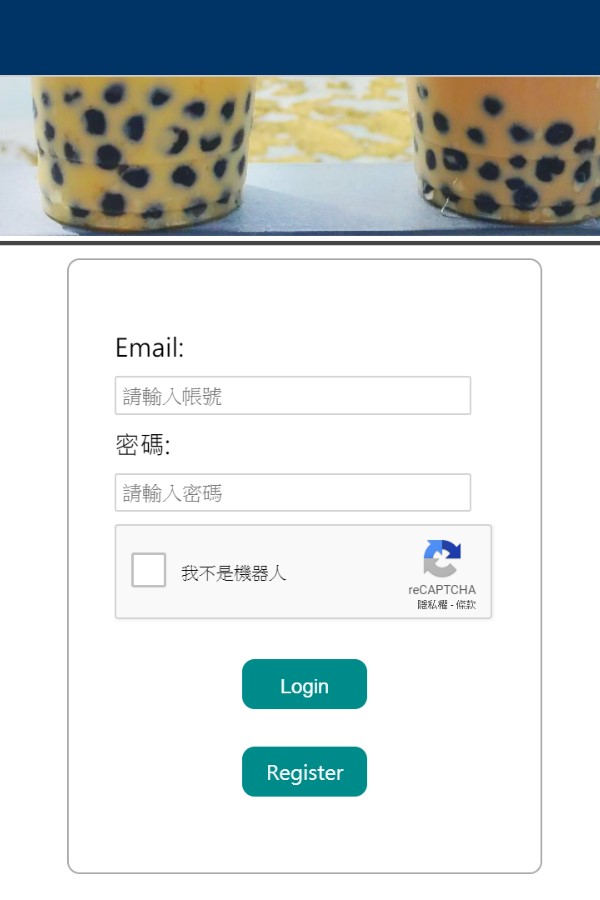 Email:
請輸入帳號
密碼:
請輸入密碼
我不是機器人
reCAPTCHA
隱私權 - 條款
Login
Register